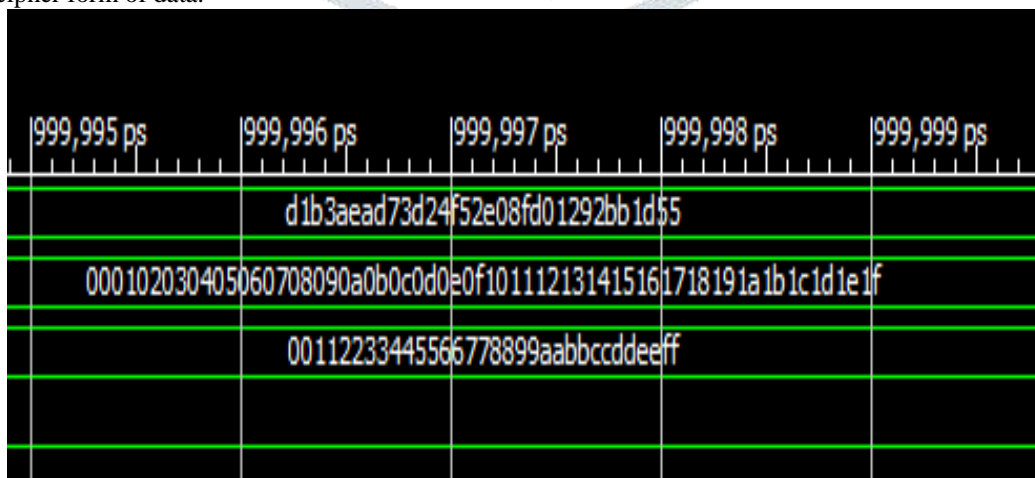 cipher form of data.
999,995 ps 999,996 ps 999,997 ps 999,998 ps 999,999 ps
d1b3aead73d24f52e08fd01292bb1d55
000102030405060708090a0b0c0d0e0f101112131415161718191a1b1c1d1e1f
00112233445566778899aabbccddeeff